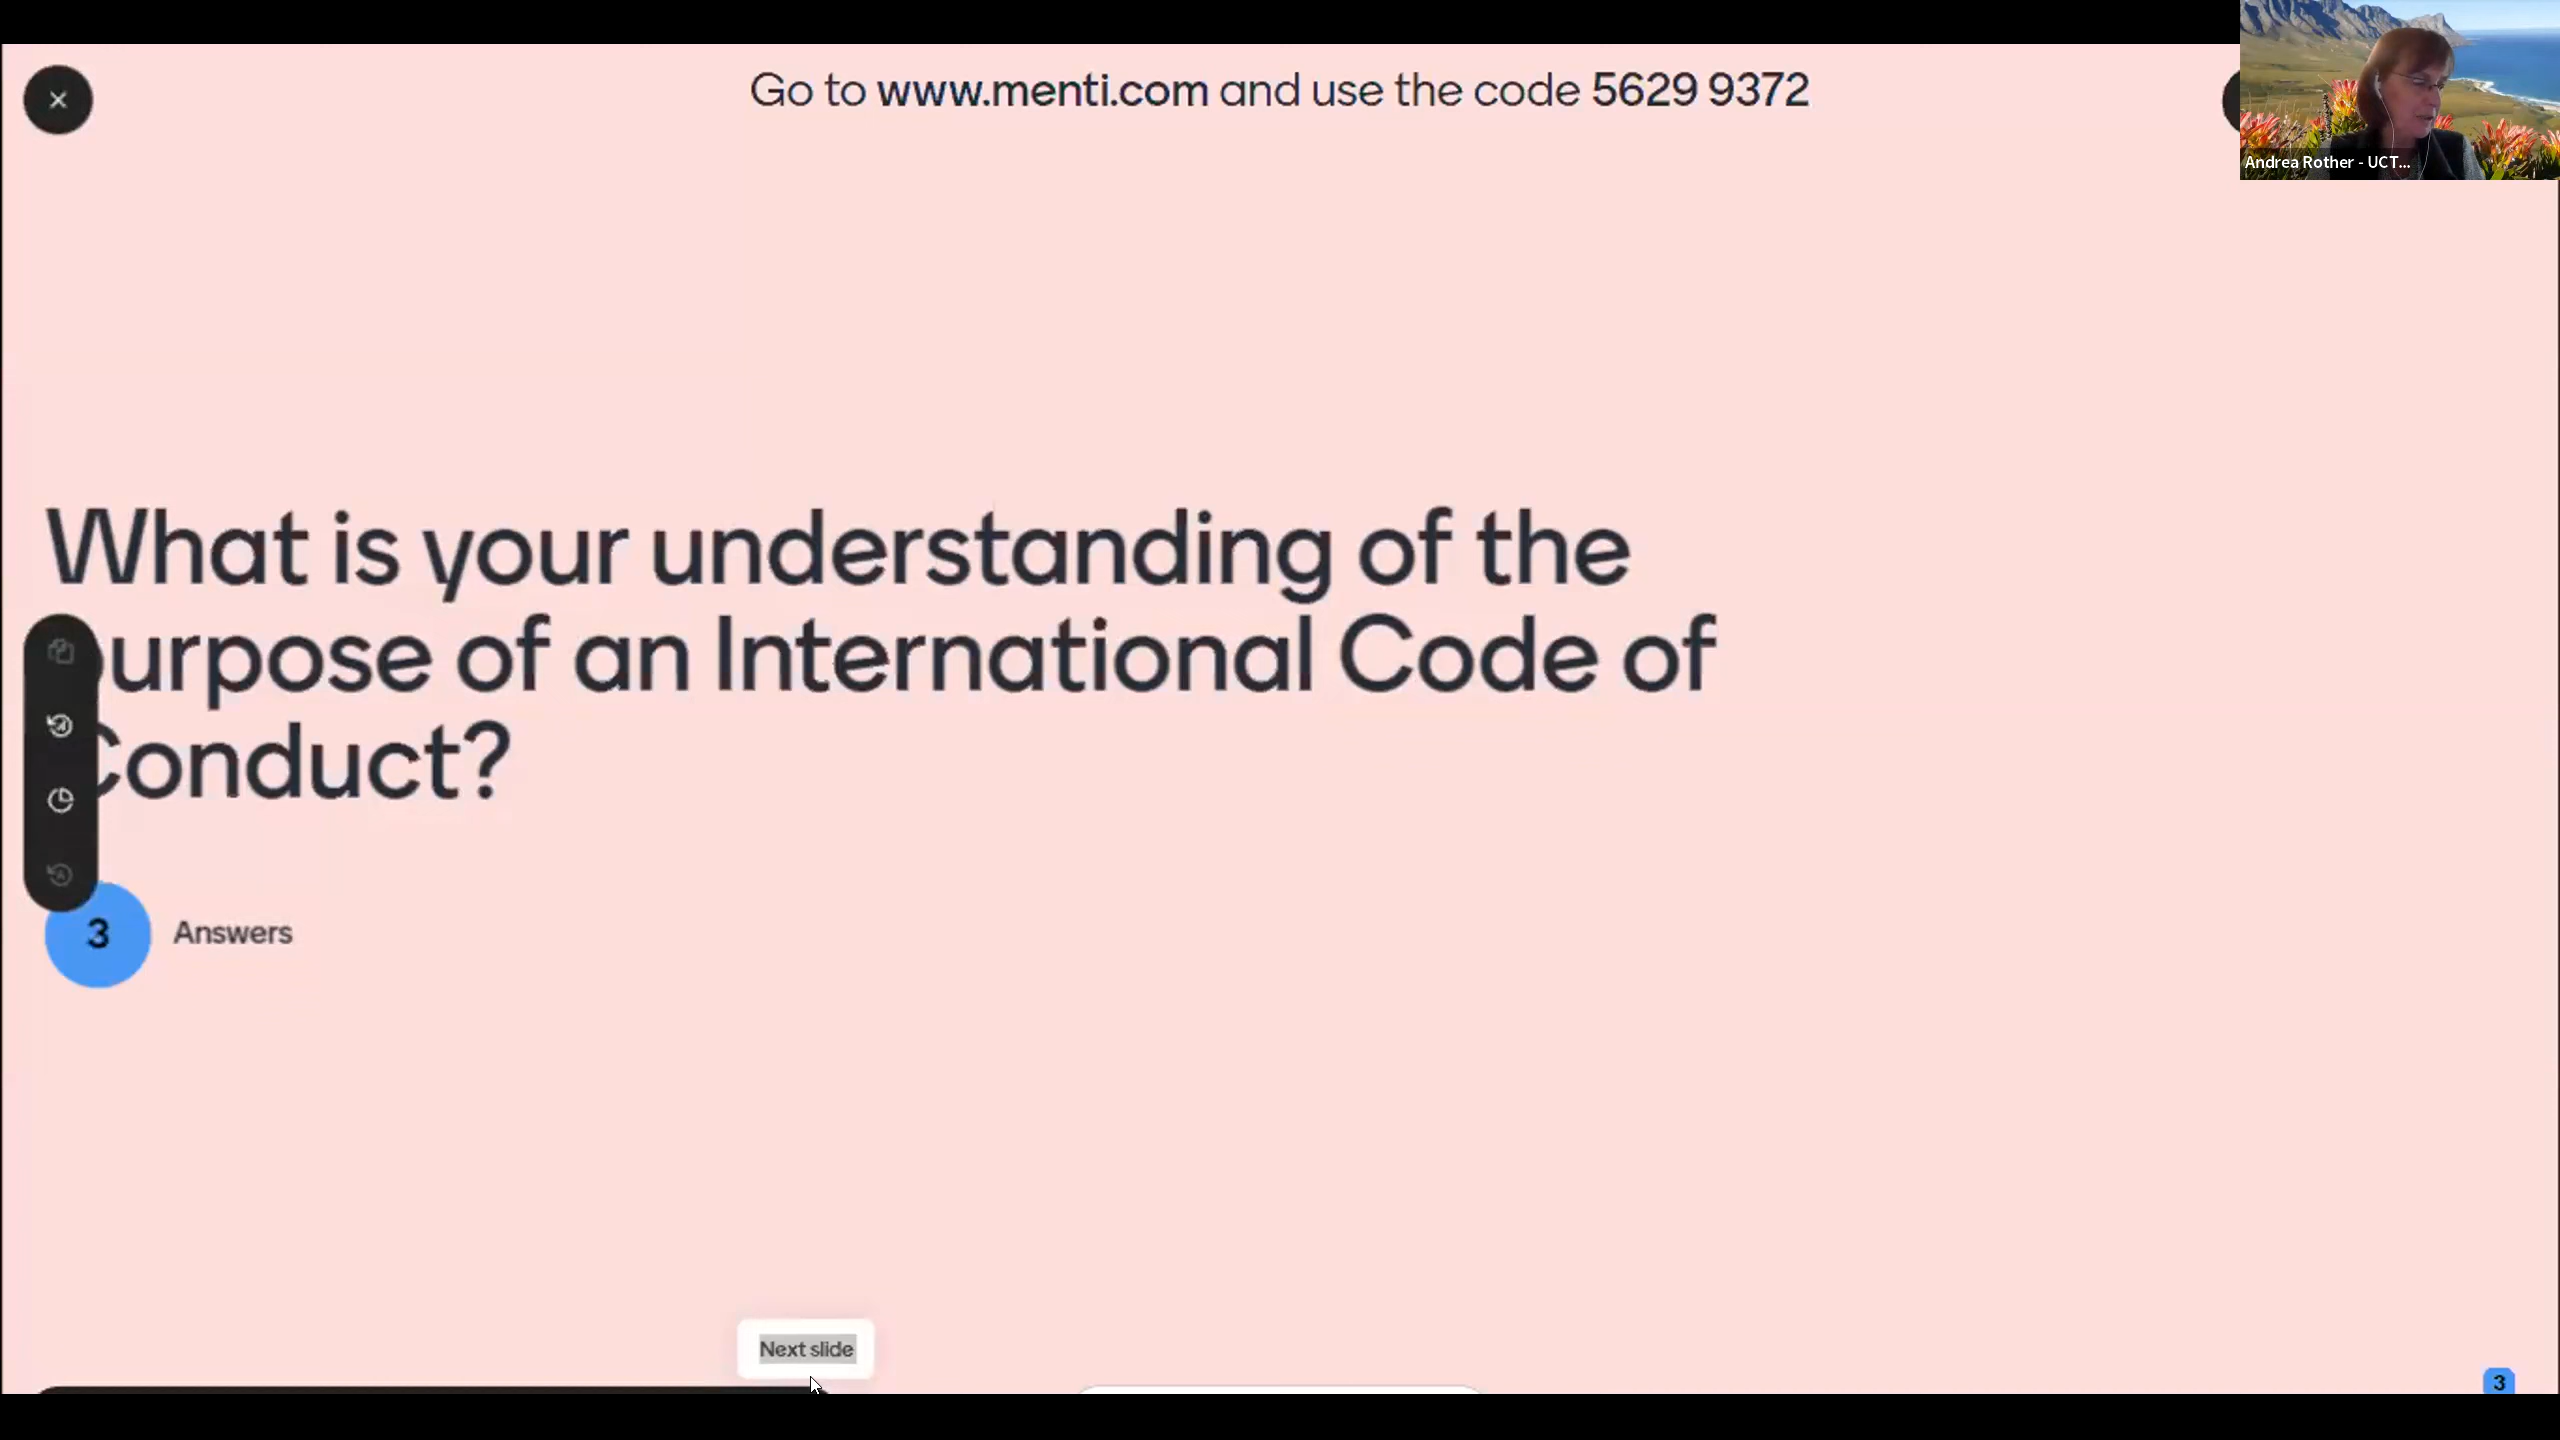 Go to www.menti.com and use the code 5629 9372
Andrea Rother - UCT...
What is your understanding of the
purpose of an International Code of
Conduct?
3 Answers
Next slide
3